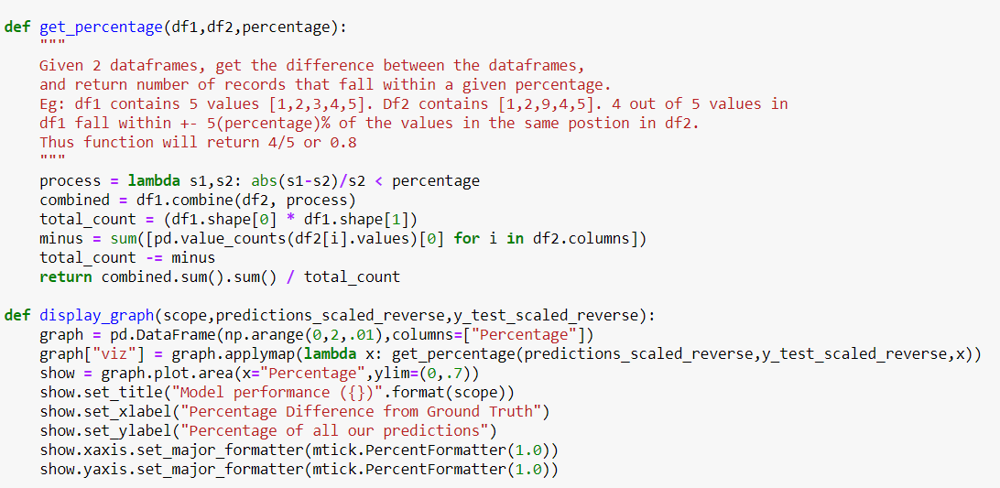 def get_percentage(df1,df2,percentage):
    """
    Given 2 dataframes, get the difference between the dataframes,
    and return number of records that fall within a given percentage.
    Eg: df1 contains 5 values [1,2,3,4,5]. Df2 contains [1,2,9,4,5]. 4 out of 5 values in
    df1 fall within +- 5(percentage)% of the values in the same postion in df2.
    Thus function will return 4/5 or 0.8
    """
    process = lambda s1,s2: abs(s1-s2)/s2 < percentage
    combined = df1.combine(df2, process)
    total_count = (df1.shape[0] * df1.shape[1])
    minus = sum([pd.value_counts(df2[i].values)[0] for i in df2.columns])
    total_count -= minus
    return combined.sum().sum() / total_count

def display_graph(scope,predictions_scaled_reverse,y_test_scaled_reverse):
    graph = pd.DataFrame(np.arange(0,2,.01),columns=["Percentage"])
    graph["viz"] = graph.applymap(lambda x: get_percentage(predictions_scaled_reverse,y_test_scaled_reverse,x))
    show = graph.plot.area(x="Percentage",ylim=(0,.7))
    show.set_title("Model performance ({})".format(scope))
    show.set_xlabel("Percentage Difference from Ground Truth")
    show.set_ylabel("Percentage of all our predictions")
    show.xaxis.set_major_formatter(mtick.PercentFormatter(1.0))
    show.yaxis.set_major_formatter(mtick.PercentFormatter(1.0))